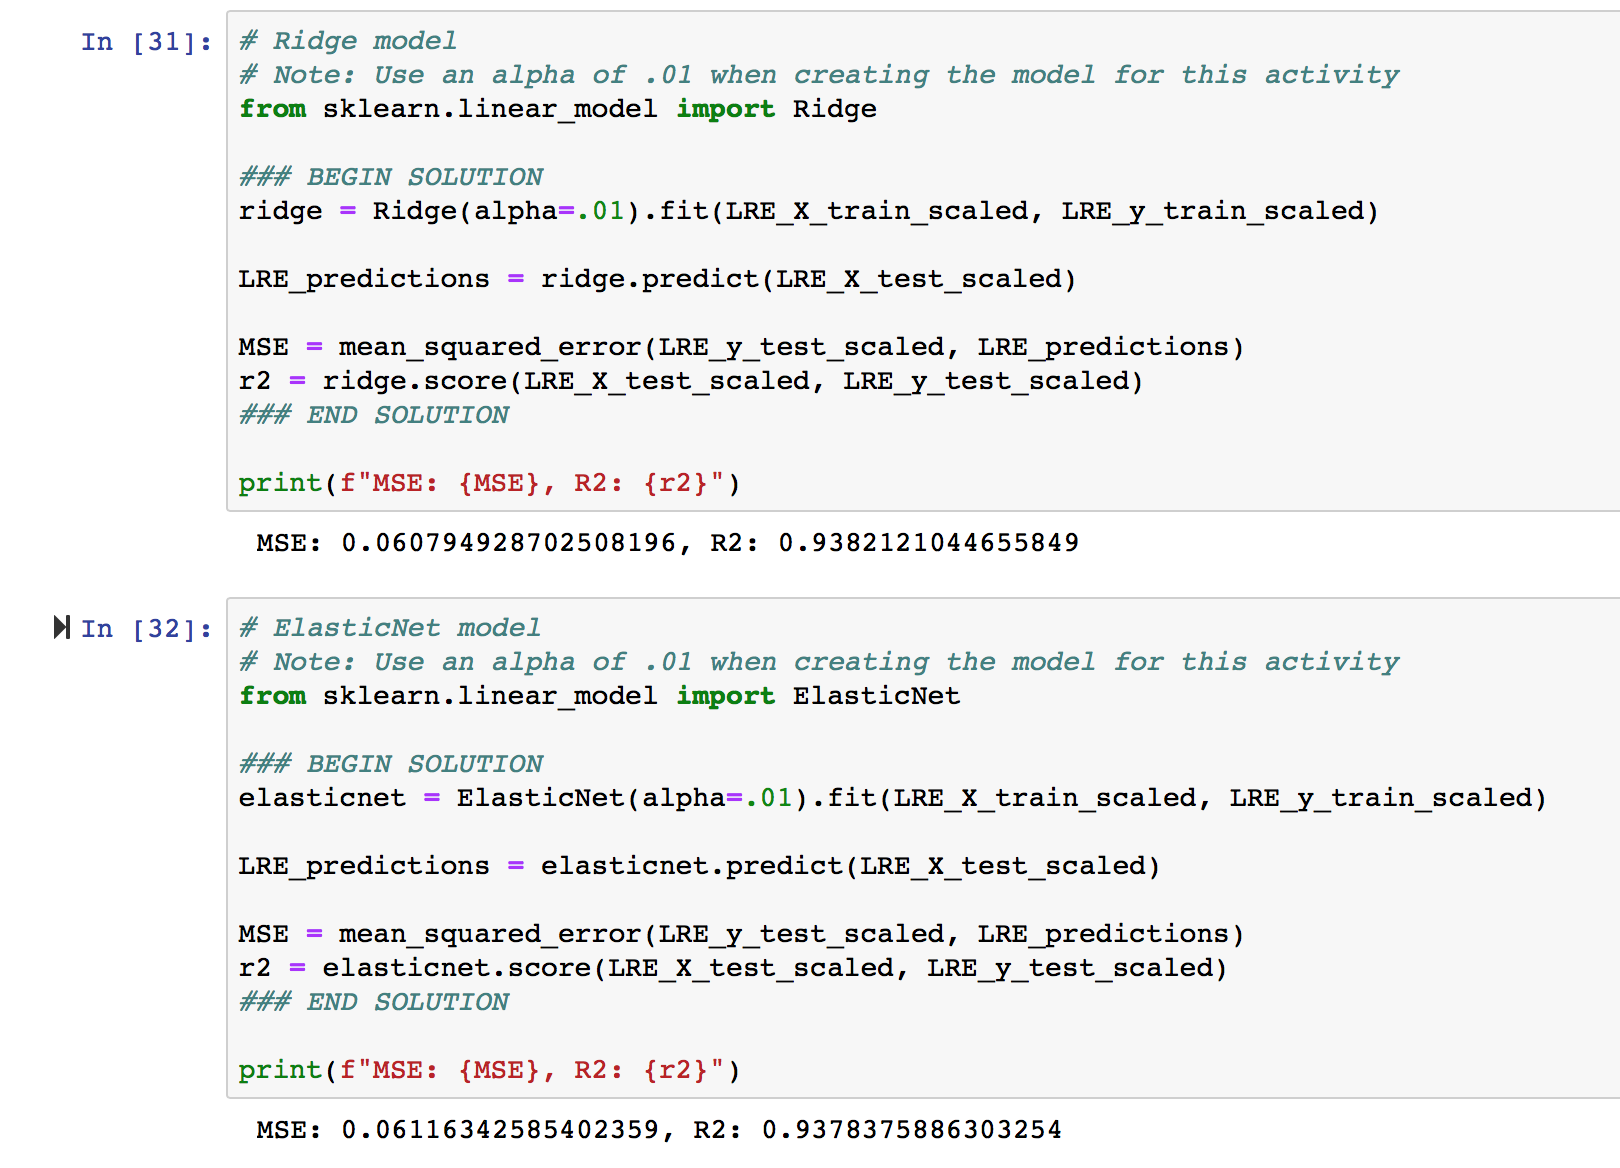 In [31]:
# Ridge model
# Note: Use an alpha of .01 when creating the model for this activity
from sklearn.linear_model import Ridge
### BEGIN SOLUTION
ridge = Ridge(alpha=.01).fit(LRE_X_train_scaled, LRE_y_train_scaled)
LRE_predictions = ridge.predict(LRE_X_test_scaled)
MSE = mean_squared_error(LRE_y_test_scaled, LRE_predictions)
r2 = ridge.score(LRE_X_test_scaled, LRE_y_test_scaled)
### END SOLUTION
print(f"MSE: {MSE}, R2: {r2}")
MSE: 0.060794928702508196, R2: 0.9382121044655849
In [32]:
# ElasticNet model
# Note: Use an alpha of .01 when creating the model for this activity
from sklearn.linear_model import ElasticNet
### BEGIN SOLUTION
elasticnet = ElasticNet(alpha=.01).fit(LRE_X_train_scaled, LRE_y_train_scaled)
LRE_predictions = elasticnet.predict(LRE_X_test_scaled)
MSE = mean_squared_error(LRE_y_test_scaled, LRE_predictions)
r2 = elasticnet.score(LRE_X_test_scaled, LRE_y_test_scaled)
### END SOLUTION
print(f"MSE: {MSE}, R2: {r2}")
MSE: 0.06116342585402359, R2: 0.9378375886303254